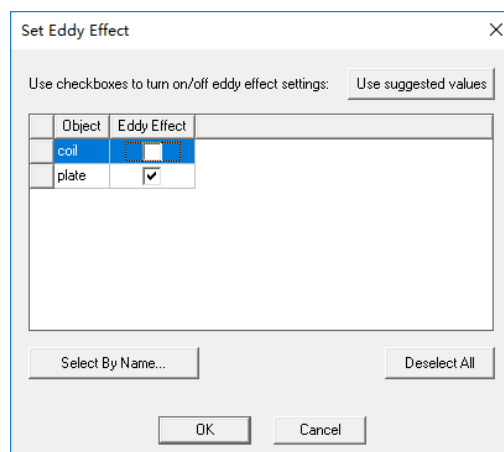 Set Eddy Effect
Use checkboxes to turn on/off eddy effect settings: Use suggested values
Object Eddy Effect
coil
plate
Select By Name... Deselect All
OK Cancel